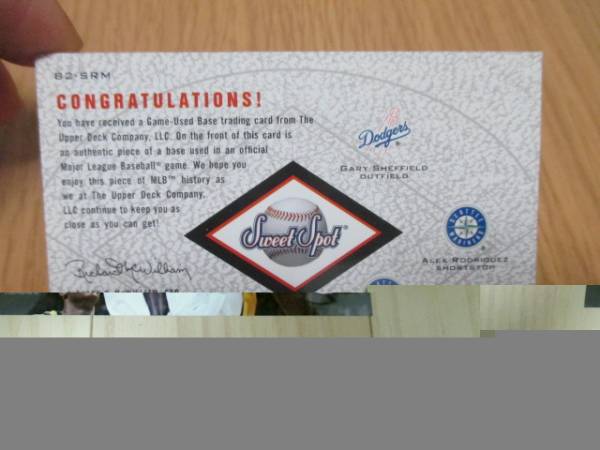 B2-SRM
CONGRATULATIONS!
You have received a Game-Used Base trading card from The
Upper Deck Company, LLC. On the front of this card is
an authentic piece of a base used in an official
Major League Baseball® game. We hope you
enjoy this piece of MLB™ history as
we at The Upper Deck Company,
LLC continue to keep you as
close as you can get!
Dodgers
GARY SHEFFIELD
OUTFIELD
Sweet Spot
SEATTLE
MARINERS
ALEX RODRIGUEZ
SHORTSTOP